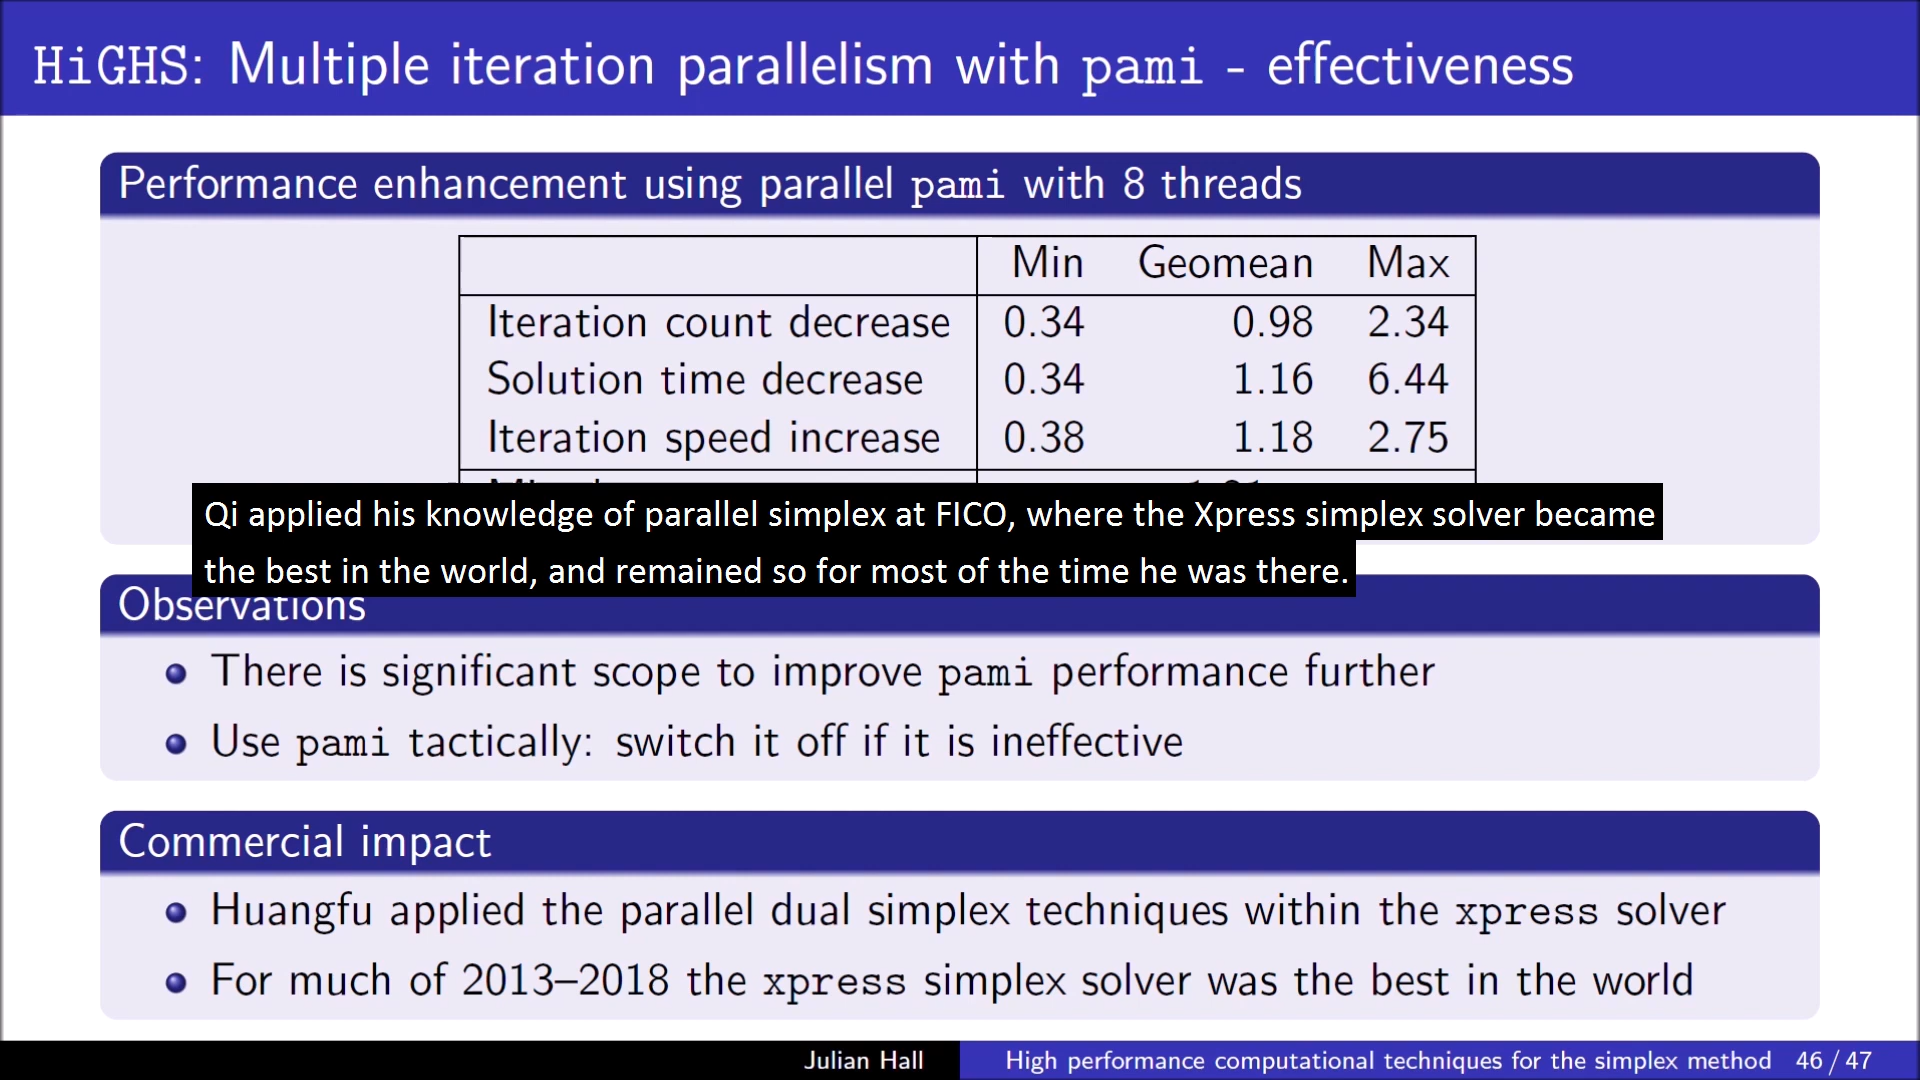 HiGHS: Multiple iteration parallelism with pami - effectiveness
Performance enhancement using parallel pami with 8 threads
Min Geomean Max
Iteration count decrease 0.34 0.98 2.34
Solution time decrease 0.34 1.16 6.44
Iteration speed increase 0.38 1.18 2.75
Qi applied his knowledge of parallel simplex at FICO, where the Xpress simplex solver became
the best in the world, and remained so for most of the time he was there.
Observations
There is significant scope to improve pami performance further
Use pami tactically: switch it off if it is ineffective
Commercial impact
Huangfu applied the parallel dual simplex techniques within the xpress solver
For much of 2013–2018 the xpress simplex solver was the best in the world
Julian Hall High performance computational techniques for the simplex method 46 / 47